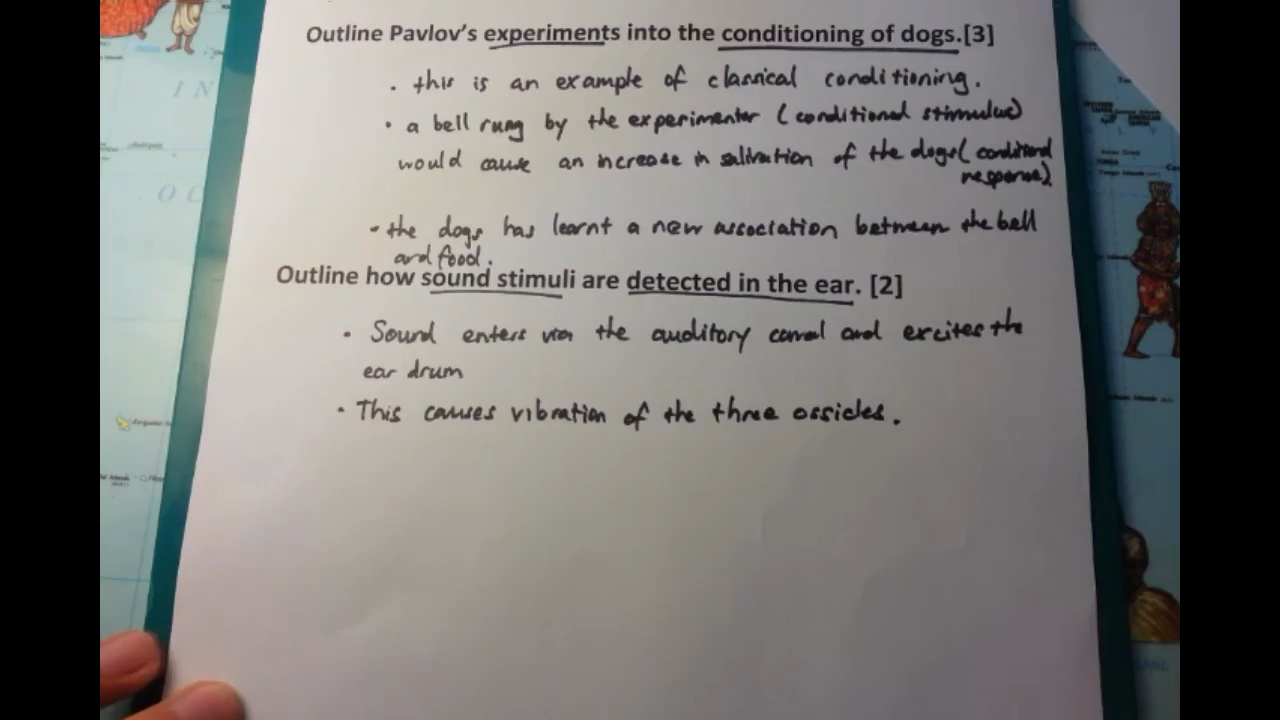 Outline Pavlov's experiments into the conditioning of dogs.[3]
. this is an example of classical conditioning.
• a bell rung by the experimenter (conditional stimulus)
would cause an increase in salivation of the dogs (conditioned
response).
- the dogs has learnt a new association between the bell
and food.
Outline how sound stimuli are detected in the ear. [2]
• Sound enters via the auditory canal and excites the
ear drum
• This causes vibration of the three ossicles.
I N
O C